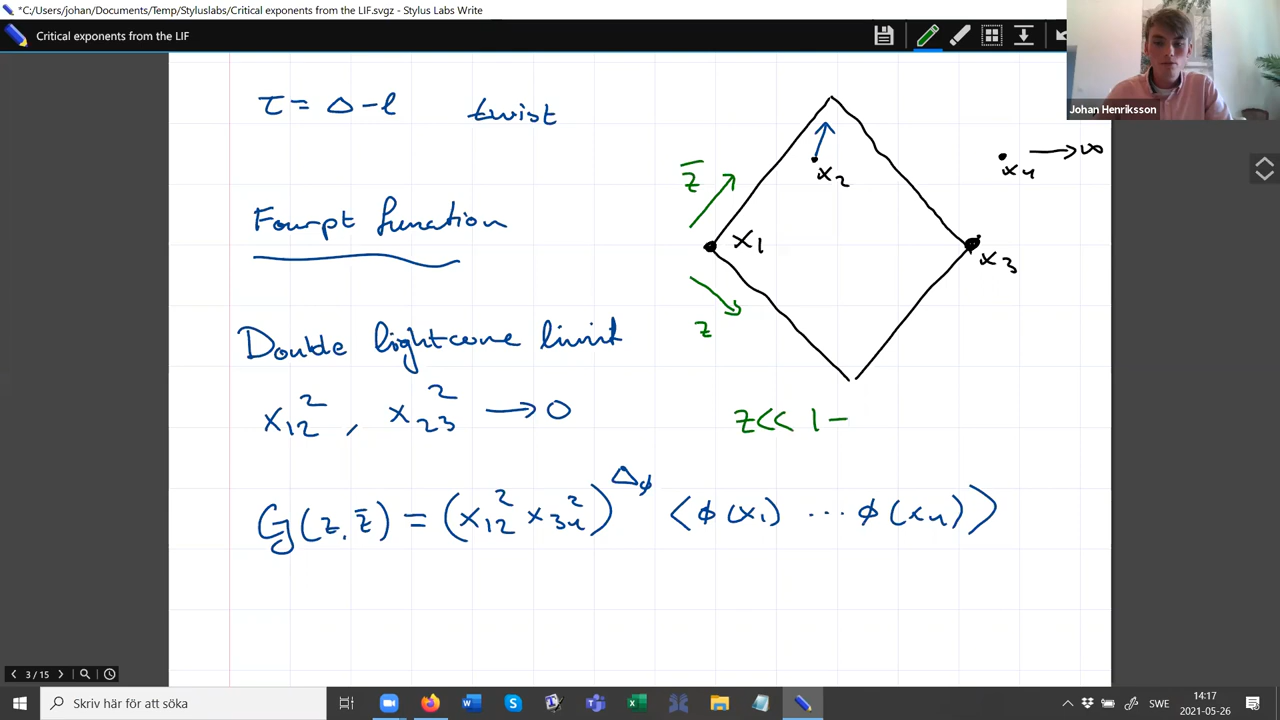 *C:/Users/johan/Documents/Temp/Styluslabs/Critical exponents from the LIF.svgz - Stylus Labs Write
Critical exponents from the LIF
Johan Henriksson
τ = Δ - ℓ twist
x₂
x₄ → ∞
z̄
Fourpt function
x₁
x₃
z
Double lightcone limit
x₁₂², x₂₃² → 0
z << 1 -
G(z, z̄) = (x₁₂² x₃₄²)^Δϕ ⟨ϕ(x₁) ... ϕ(x₄)⟩
3 / 15
Skriv här för att söka
SWE
14:17
2021-05-26